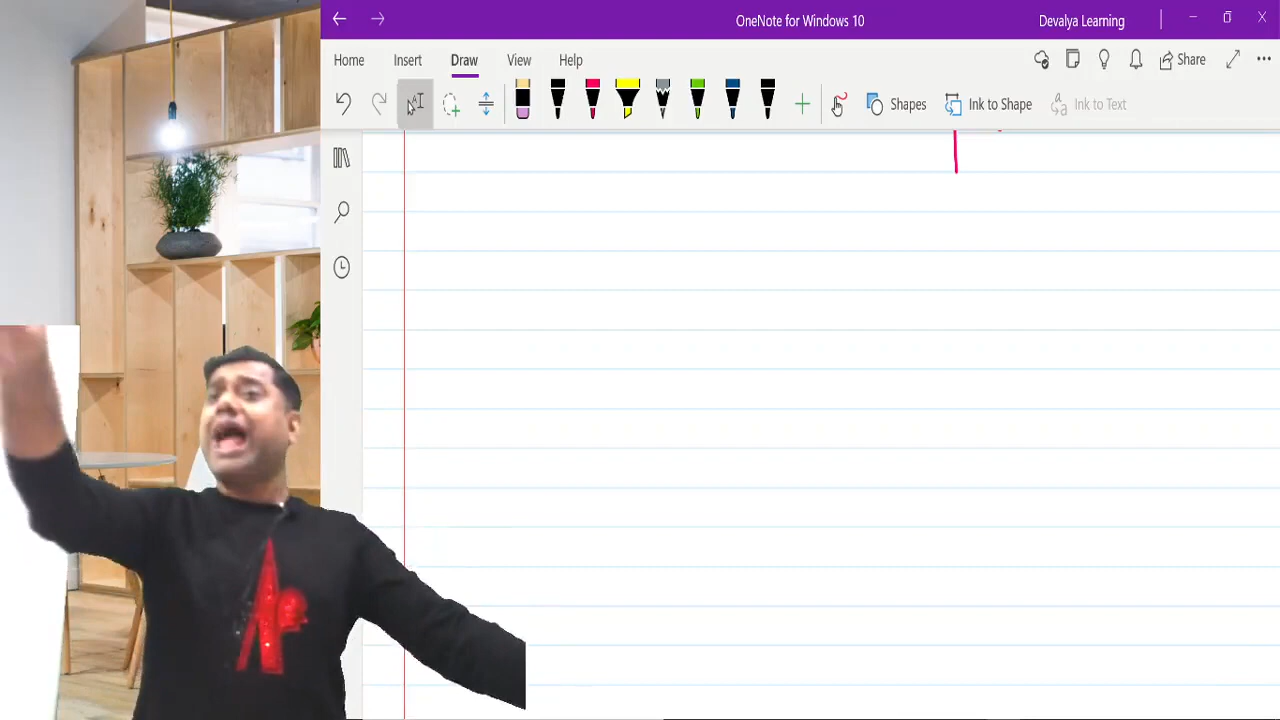 OneNote for Windows 10
Devalya Learning
Home
Insert
Draw
View
Help
Share
Shapes
Ink to Shape
Ink to Text